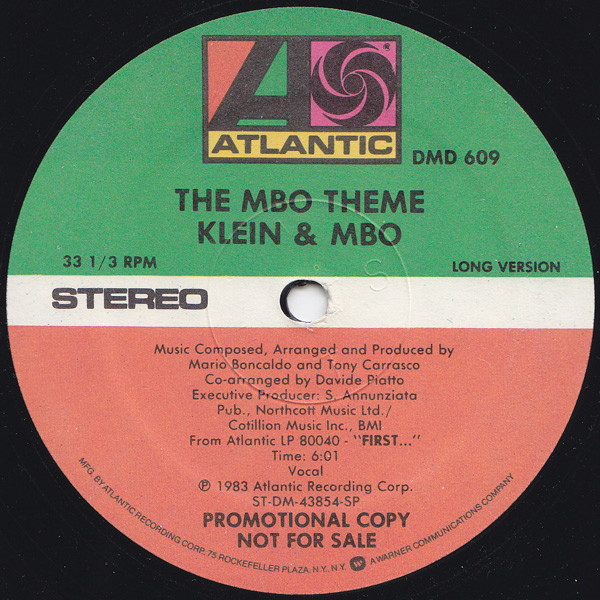 ATLANTIC
DMD 609
THE MBO THEME
KLEIN & MBO
33 1/3 RPM
LONG VERSION
STEREO
S
Music Composed, Arranged and Produced by
Mario Boncaldo and Tony Carrasco
Co-arranged by Davide Piatto
Executive Producer: S. Annunziata
Pub., Northcott Music Ltd./
Cotillion Music Inc., BMI
From Atlantic LP 80040 - "FIRST..."
Time: 6:01
Vocal
℗ 1983 Atlantic Recording Corp.
ST-DM-43854-SP
PROMOTIONAL COPY
NOT FOR SALE
MFG. BY ATLANTIC RECORDING CORP. 75 ROCKEFELLER PLAZA, N.Y., N.Y. A WARNER COMMUNICATIONS COMPANY